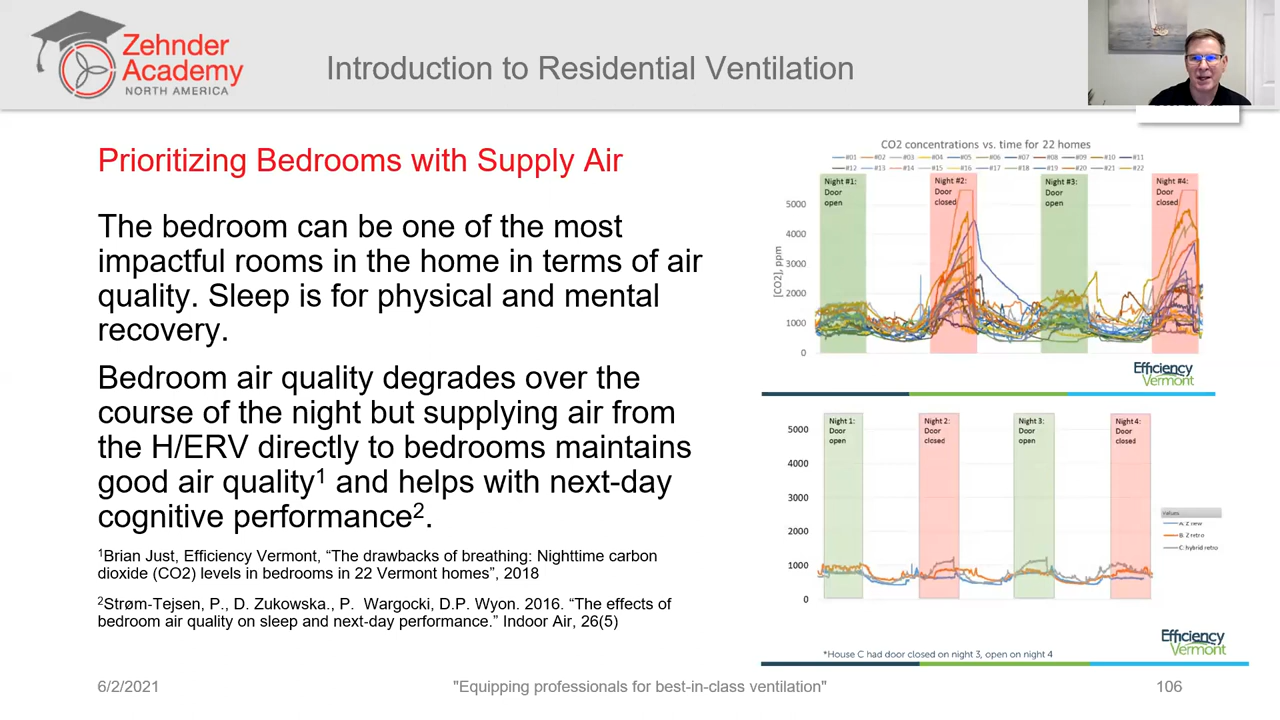 Zehnder
Academy
NORTH AMERICA
Introduction to Residential Ventilation
Prioritizing Bedrooms with Supply Air
The bedroom can be one of the most
impactful rooms in the home in terms of air
quality. Sleep is for physical and mental
recovery.
Bedroom air quality degrades over the
course of the night but supplying air from
the H/ERV directly to bedrooms maintains
good air quality¹ and helps with next-day
cognitive performance².
¹Brian Just, Efficiency Vermont, “The drawbacks of breathing: Nighttime carbon
dioxide (CO2) levels in bedrooms in 22 Vermont homes”, 2018
²Strøm-Tejsen, P., D. Zukowska., P. Wargocki, D.P. Wyon. 2016. “The effects of
bedroom air quality on sleep and next-day performance.” Indoor Air, 26(5)
CO2 concentrations vs. time for 22 homes
#01 #02 #03 #04 #05 #06 #07 #08 #09 #10 #11
#12 #13 #14 #15 #16 #17 #18 #19 #20 #21 #22
Night #1: Night #2: Night #3: Night #4:
Door Door Door Door
open closed open closed
[CO2], ppm
5000
4000
3000
2000
1000
0
Efficiency
Vermont
Night 1: Night 2: Night 3: Night 4:
Door Door Door Door
open closed open closed
5000
4000
3000
2000
1000
0
Values
A: Z new
B: Z retro
C: hybrid retro
Efficiency
Vermont
*House C had door closed on night 3, open on night 4
6/2/2021
"Equipping professionals for best-in-class ventilation"
106